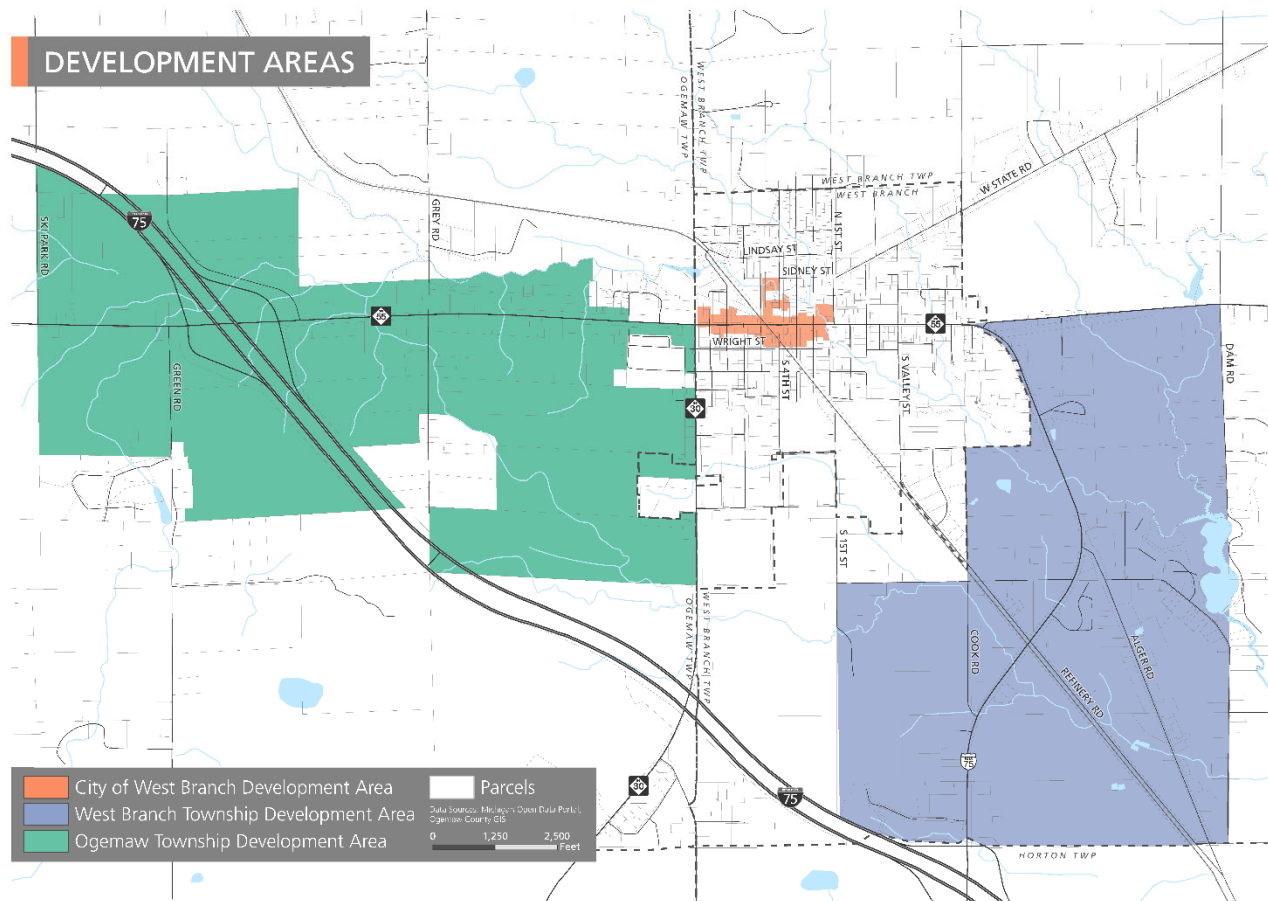 DEVELOPMENT AREAS
WEST BRANCH TWP
OGEMAW TWP
WEST BRANCH TWP
WEST BRANCH
W STATE RD
SKI PARK RD
75
GREY RD
N 1ST ST
LINDSAY ST
SIDNEY ST
55
55
WRIGHT ST
GREEN RD
S 4TH ST
S VALLEY ST
DAM RD
30
S 1ST ST
WEST BRANCH TWP
OGEMAW TWP
COOK RD
ALGER RD
REFINERY RD
75
30
75
HORTON TWP
City of West Branch Development Area
West Branch Township Development Area
Ogemaw Township Development Area
Parcels
Data Sources: Michigan Open Data Portal,
Ogemaw County GIS
0 1,250 2,500
Feet